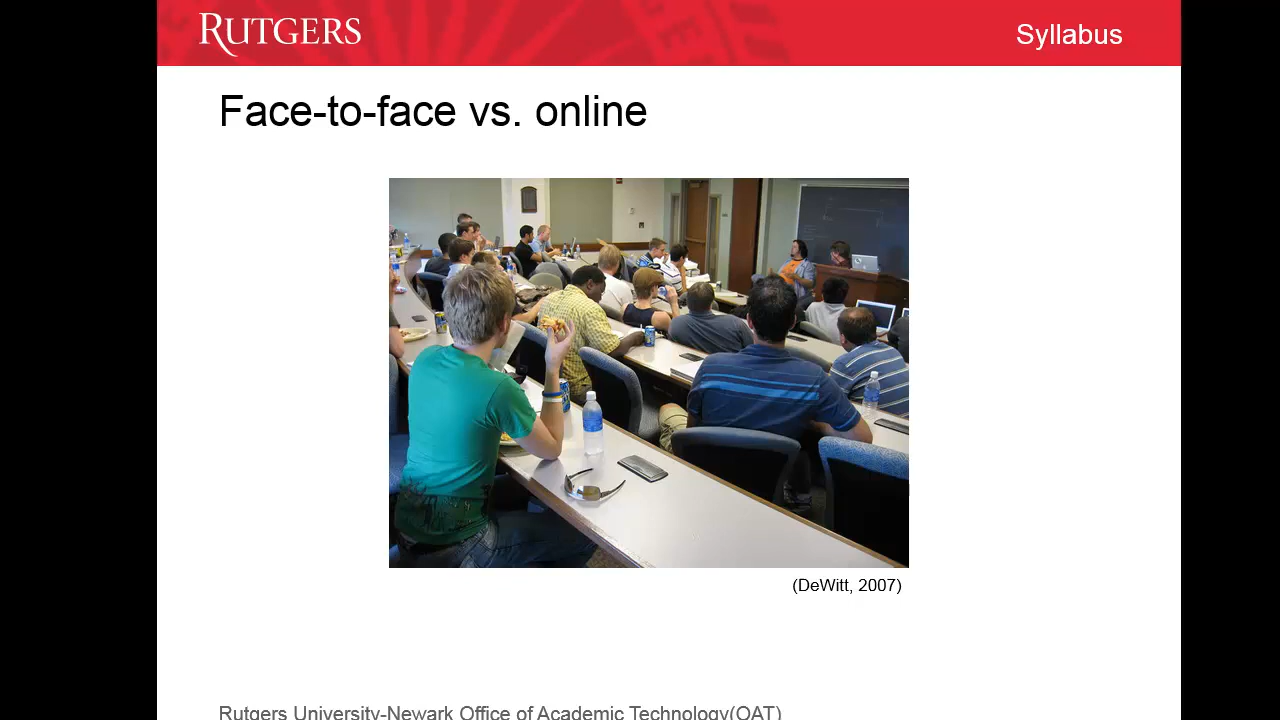 RUTGERS
Syllabus
Face-to-face vs. online
(DeWitt, 2007)
Rutgers University-Newark Office of Academic Technology(OAT)